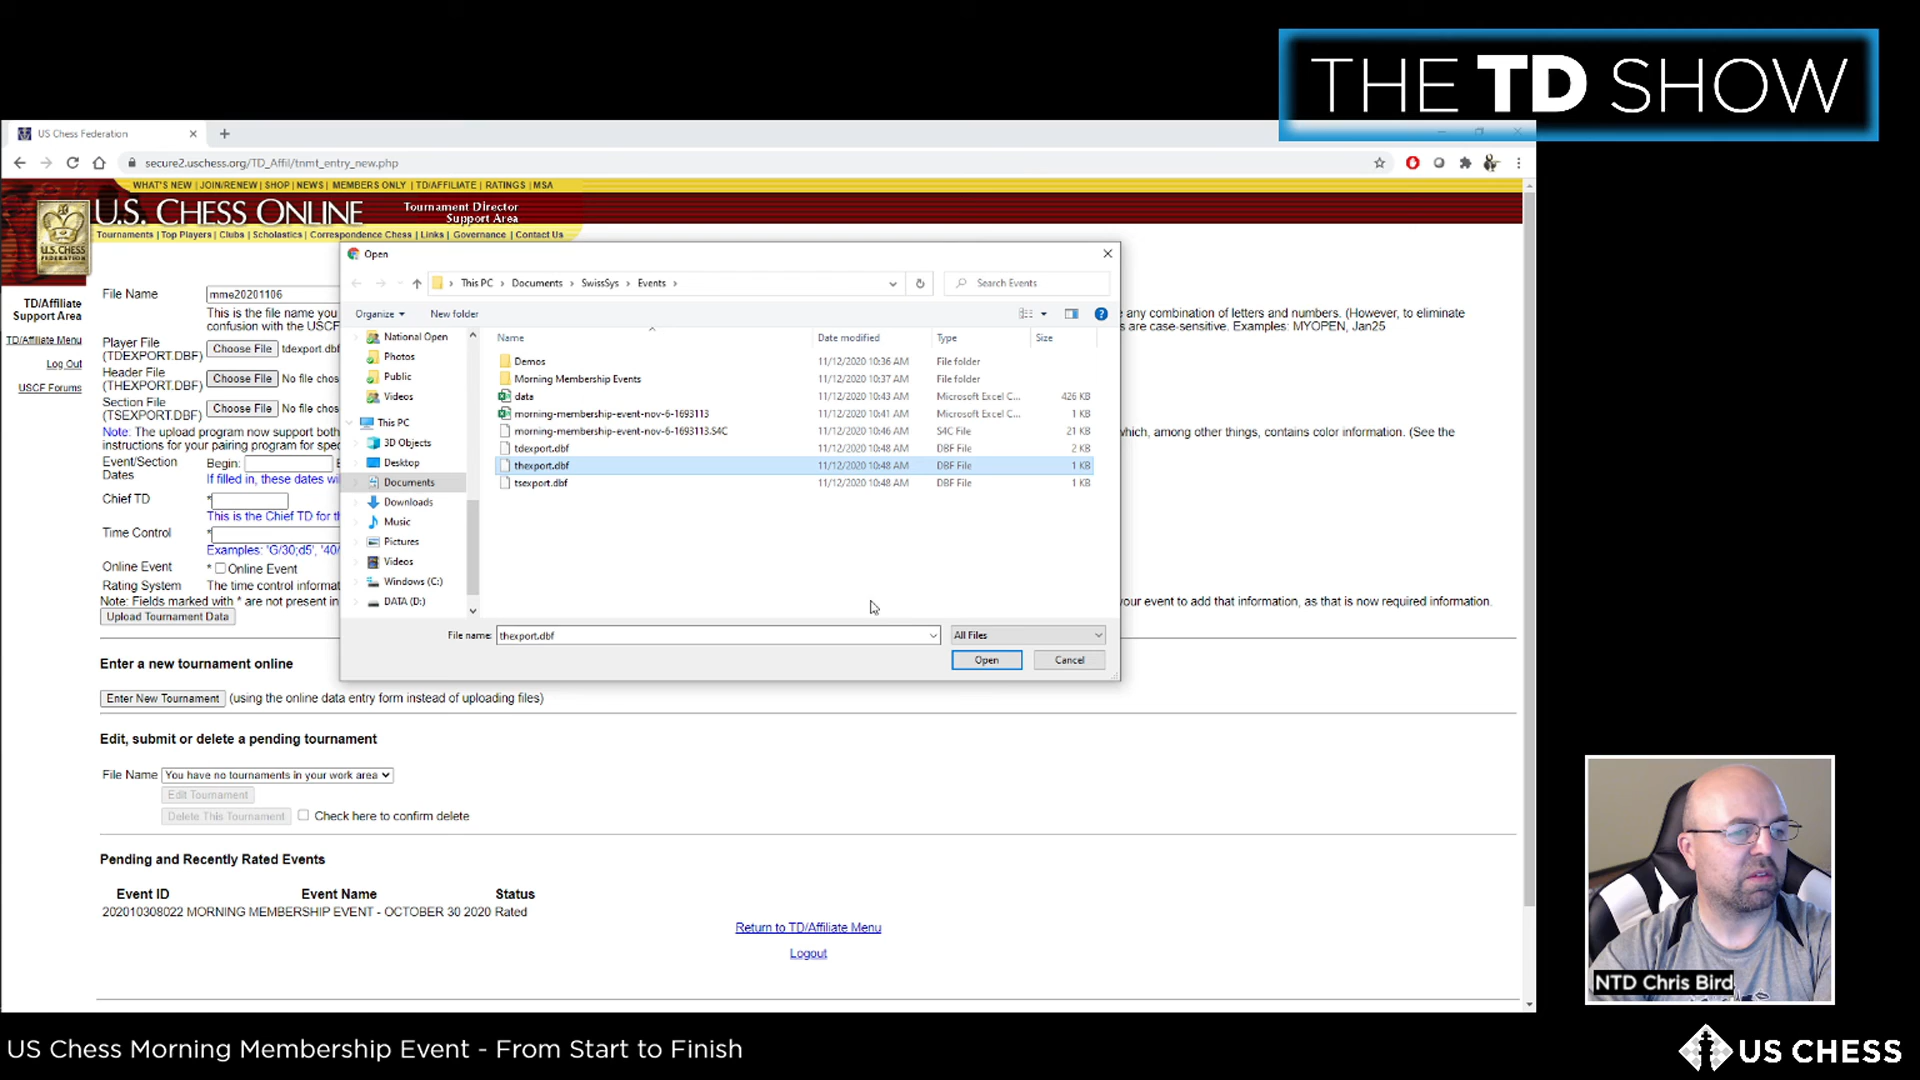 THE TD SHOW
US Chess Federation
secure2.uschess.org/TD_Affil/tnmt_entry_new.php
WHAT'S NEW | JOIN/RENEW | SHOP | NEWS | MEMBERS ONLY | TD/AFFILIATE | RATINGS | MSA
U.S. CHESS ONLINE
Tournament Director
Support Area
U.S. CHESS
FEDERATION
Tournaments | Top Players | Clubs | Scholastics | Correspondence Chess | Links | Governance | Contact Us
TD/Affiliate
Support Area
TD/Affiliate Menu
Log Out
USCF Forums
File Name mme20201106
This is the file name you
any combination of letters and numbers. (However, to eliminate
confusion with the USCF
are case-sensitive. Examples: MYOPEN, Jan25
Player File
(TDEXPORT.DBF) Choose File tdexport.dbf
Header File
(THEXPORT.DBF) Choose File No file chos
Section File
(TSEXPORT.DBF) Choose File No file chos
Note: The upload program now support both
which, among other things, contains color information. (See the
instructions for your pairing program for spec
Event/Section
Dates
Begin:
If filled in, these dates wi
Chief TD *
This is the Chief TD for th
Time Control *
Examples: 'G/30;d5', '40/
Online Event * Online Event
Rating System The time control informat
Note: Fields marked with * are not present in
your event to add that information, as that is now required information.
Upload Tournament Data
Open
This PC > Documents > SwissSys > Events >
Search Events
Organize
New folder
National Open
Photos
Public
Videos
This PC
3D Objects
Desktop
Documents
Downloads
Music
Pictures
Videos
Windows (C:)
DATA (D:)
Name Date modified Type Size
Demos 11/12/2020 10:36 AM File folder
Morning Membership Events 11/12/2020 10:37 AM File folder
data 11/12/2020 10:43 AM Microsoft Excel C... 426 KB
morning-membership-event-nov-6-1693113 11/12/2020 10:41 AM Microsoft Excel C... 1 KB
morning-membership-event-nov-6-1693113.S4C 11/12/2020 10:46 AM S4C File 21 KB
tdexport.dbf 11/12/2020 10:48 AM DBF File 2 KB
thexport.dbf 11/12/2020 10:48 AM DBF File 1 KB
tsexport.dbf 11/12/2020 10:48 AM DBF File 1 KB
File name: thexport.dbf
All Files
Open
Cancel
Enter a new tournament online
Enter New Tournament (using the online data entry form instead of uploading files)
Edit, submit or delete a pending tournament
File Name You have no tournaments in your work area
Edit Tournament
Delete This Tournament Check here to confirm delete
Pending and Recently Rated Events
Event ID Event Name Status
202010308022 MORNING MEMBERSHIP EVENT - OCTOBER 30 2020 Rated
Return to TD/Affiliate Menu
Logout
NTD Chris Bird
US Chess Morning Membership Event - From Start to Finish
US CHESS